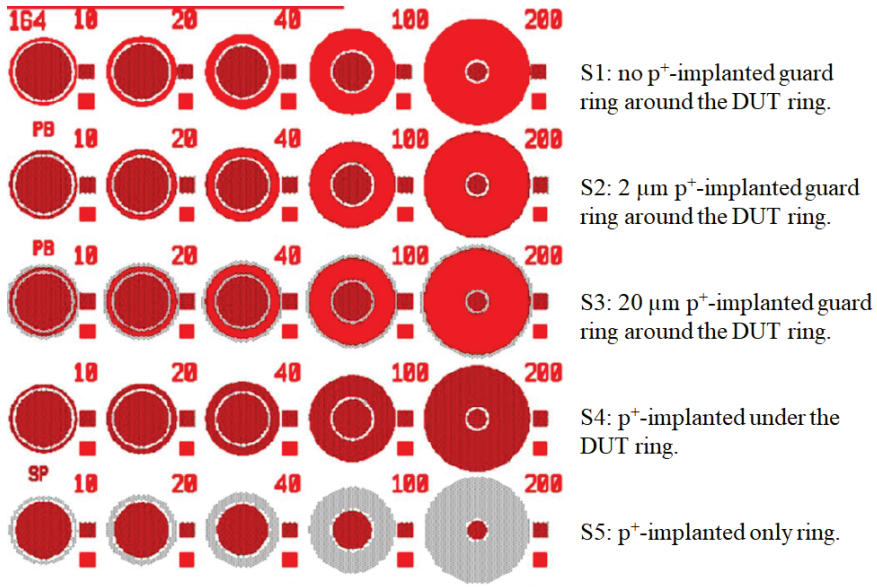 164 10 20 40 100 200
S1: no p⁺-implanted guard
ring around the DUT ring.
PB 10 20 40 100 200
S2: 2 µm p⁺-implanted guard
ring around the DUT ring.
PB 10 20 40 100 200
S3: 20 µm p⁺-implanted guard
ring around the DUT ring.
10 20 40 100 200
S4: p⁺-implanted under the
DUT ring.
SP 10 20 40 100 200
S5: p⁺-implanted only ring.